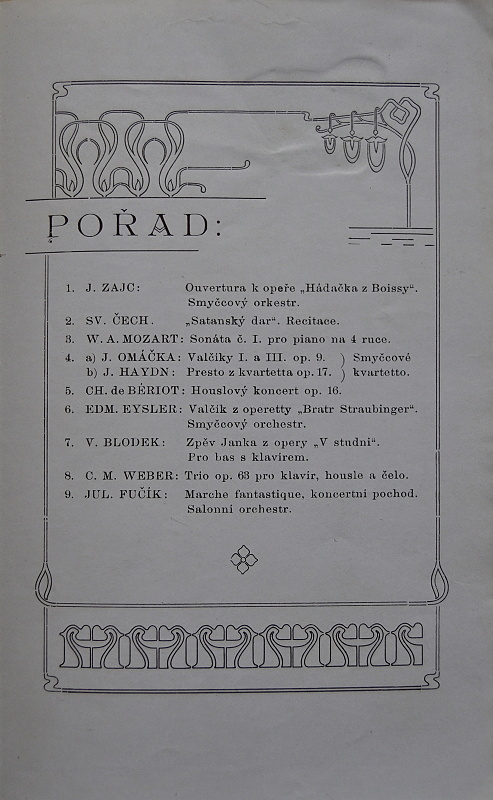 POŘAD:
1. J. ZAJC: Ouvertura k opeře „Hádačka z Boissy“.
Smyčcový orkestr.
2. SV. ČECH. „Satanský dar“. Recitace.
3. W. A. MOZART: Sonáta č. I. pro piano na 4 ruce.
4. a) J. OMÁČKA: Valčíky I. a III. op. 9. ) Smyčcové
b) J. HAYDN: Presto z kvartetta op. 17. ) kvartetto.
5. CH. de BÉRIOT: Houslový koncert op. 16.
6. EDM. EYSLER: Valčík z operetty „Bratr Straubinger“.
Smyčcový orchestr.
7. V. BLODEK: Zpěv Janka z opery „V studni“.
Pro bas s klavírem.
8. C. M. WEBER: Trio op. 63 pro klavír, housle a čelo.
9. JUL. FUČÍK: Marche fantastique, koncertní pochod.
Salonní orchestr.